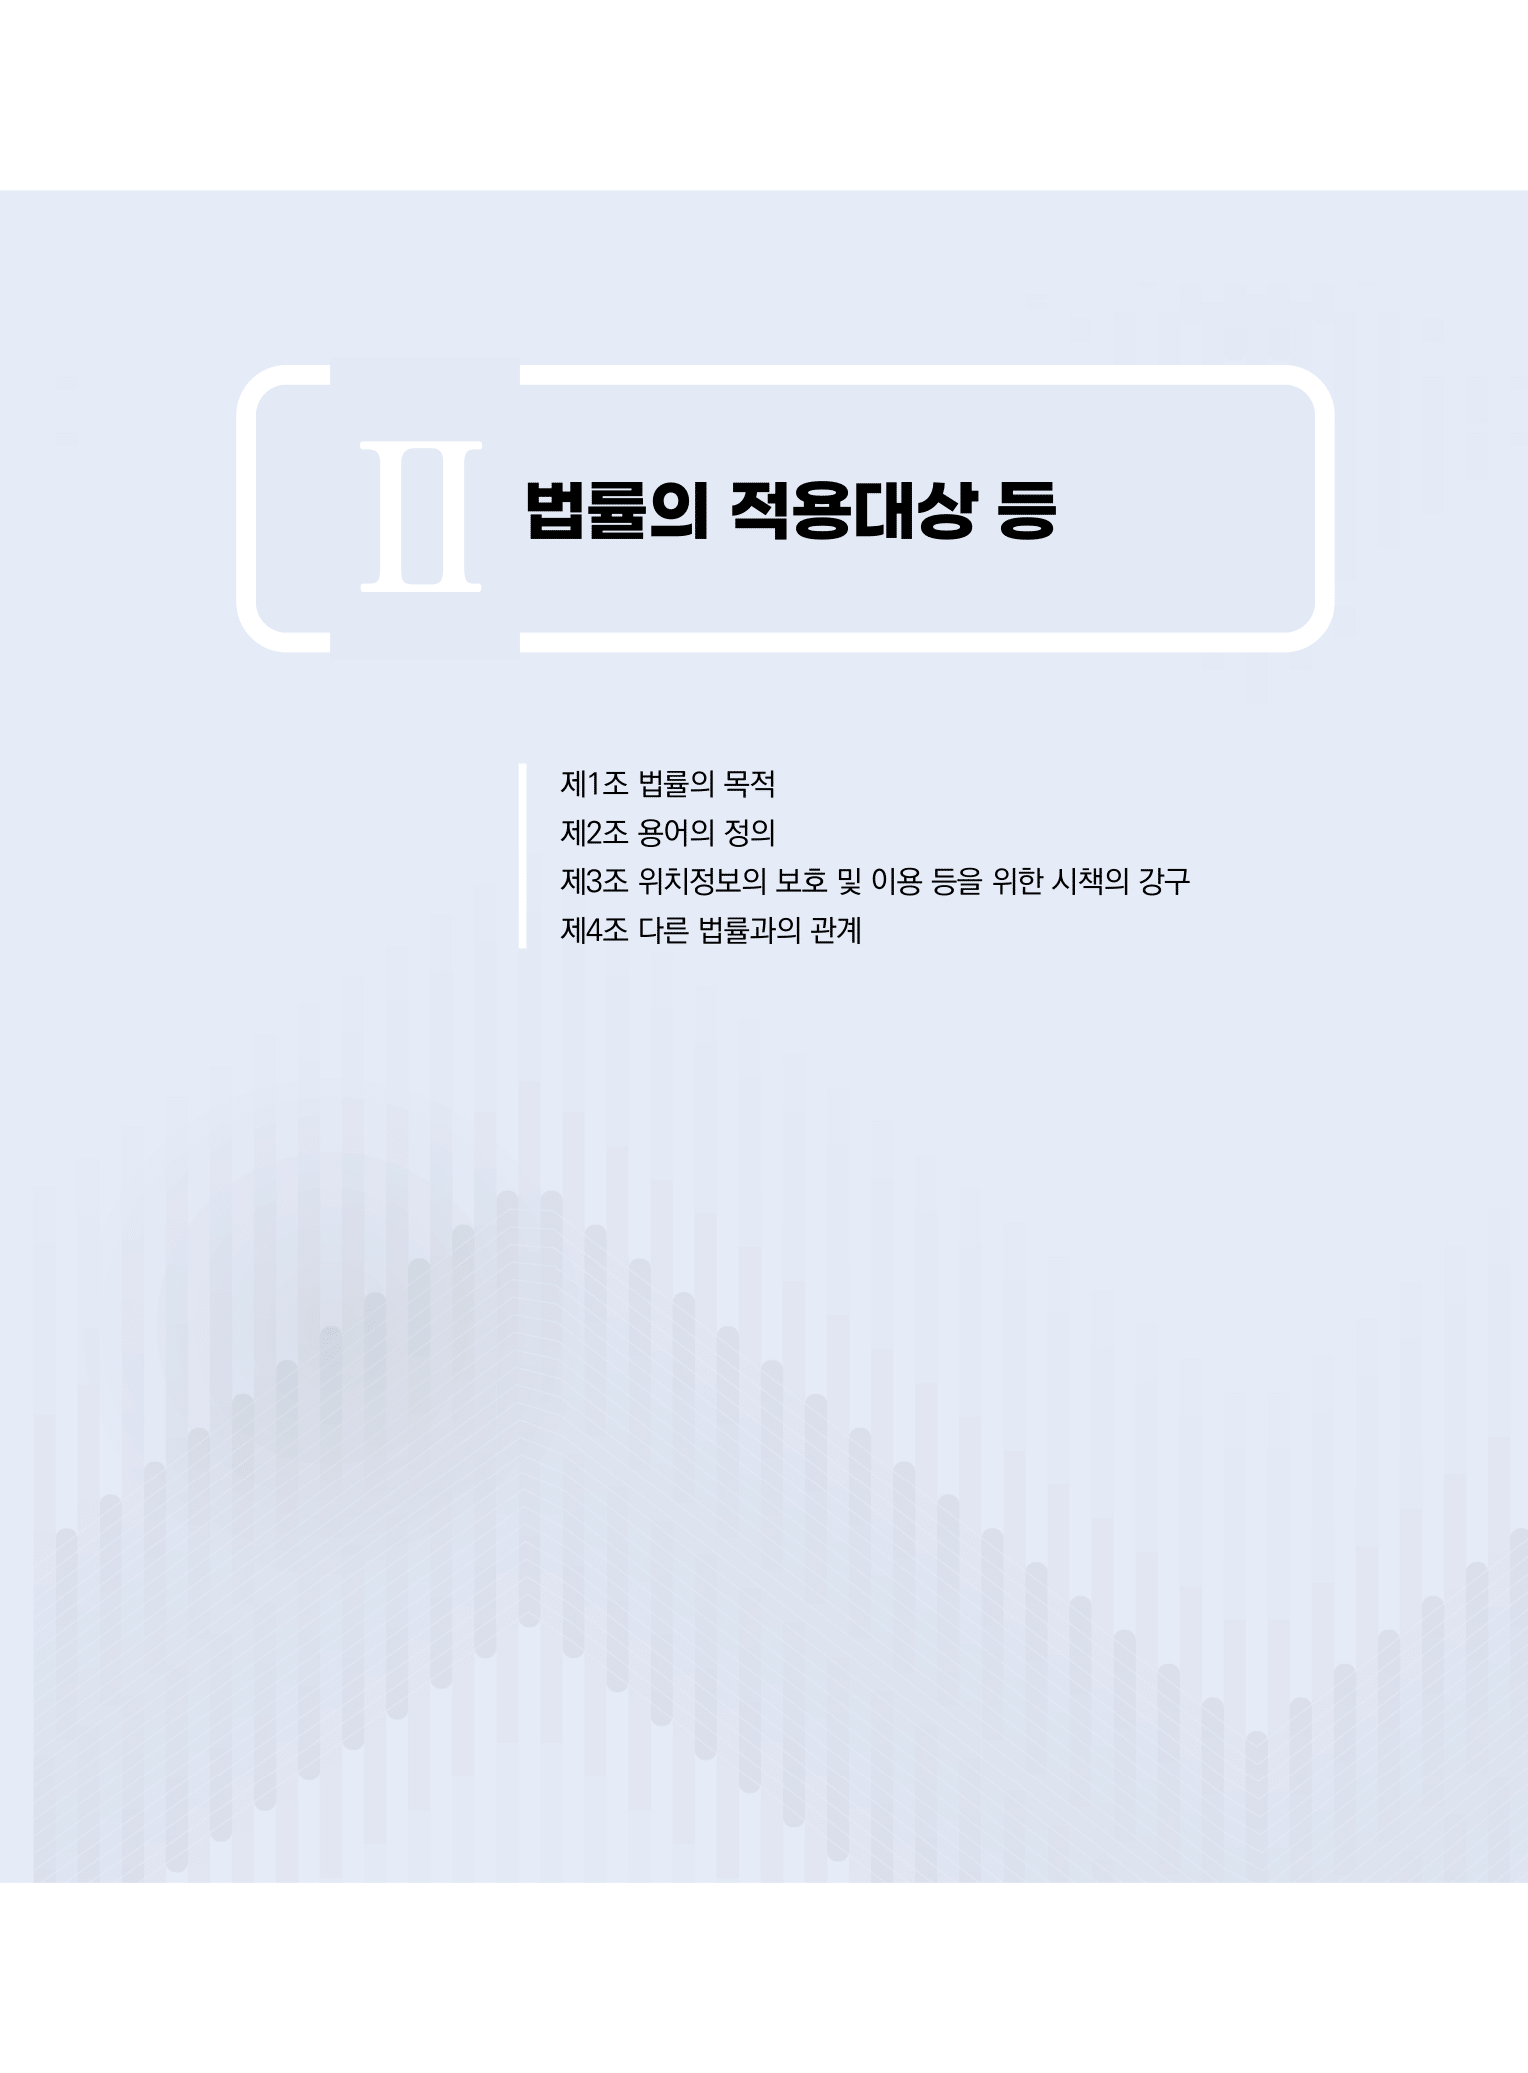 Ⅱ 법률의 적용대상 등
제1조 법률의 목적
제2조 용어의 정의
제3조 위치정보의 보호 및 이용 등을 위한 시책의 강구
제4조 다른 법률과의 관계